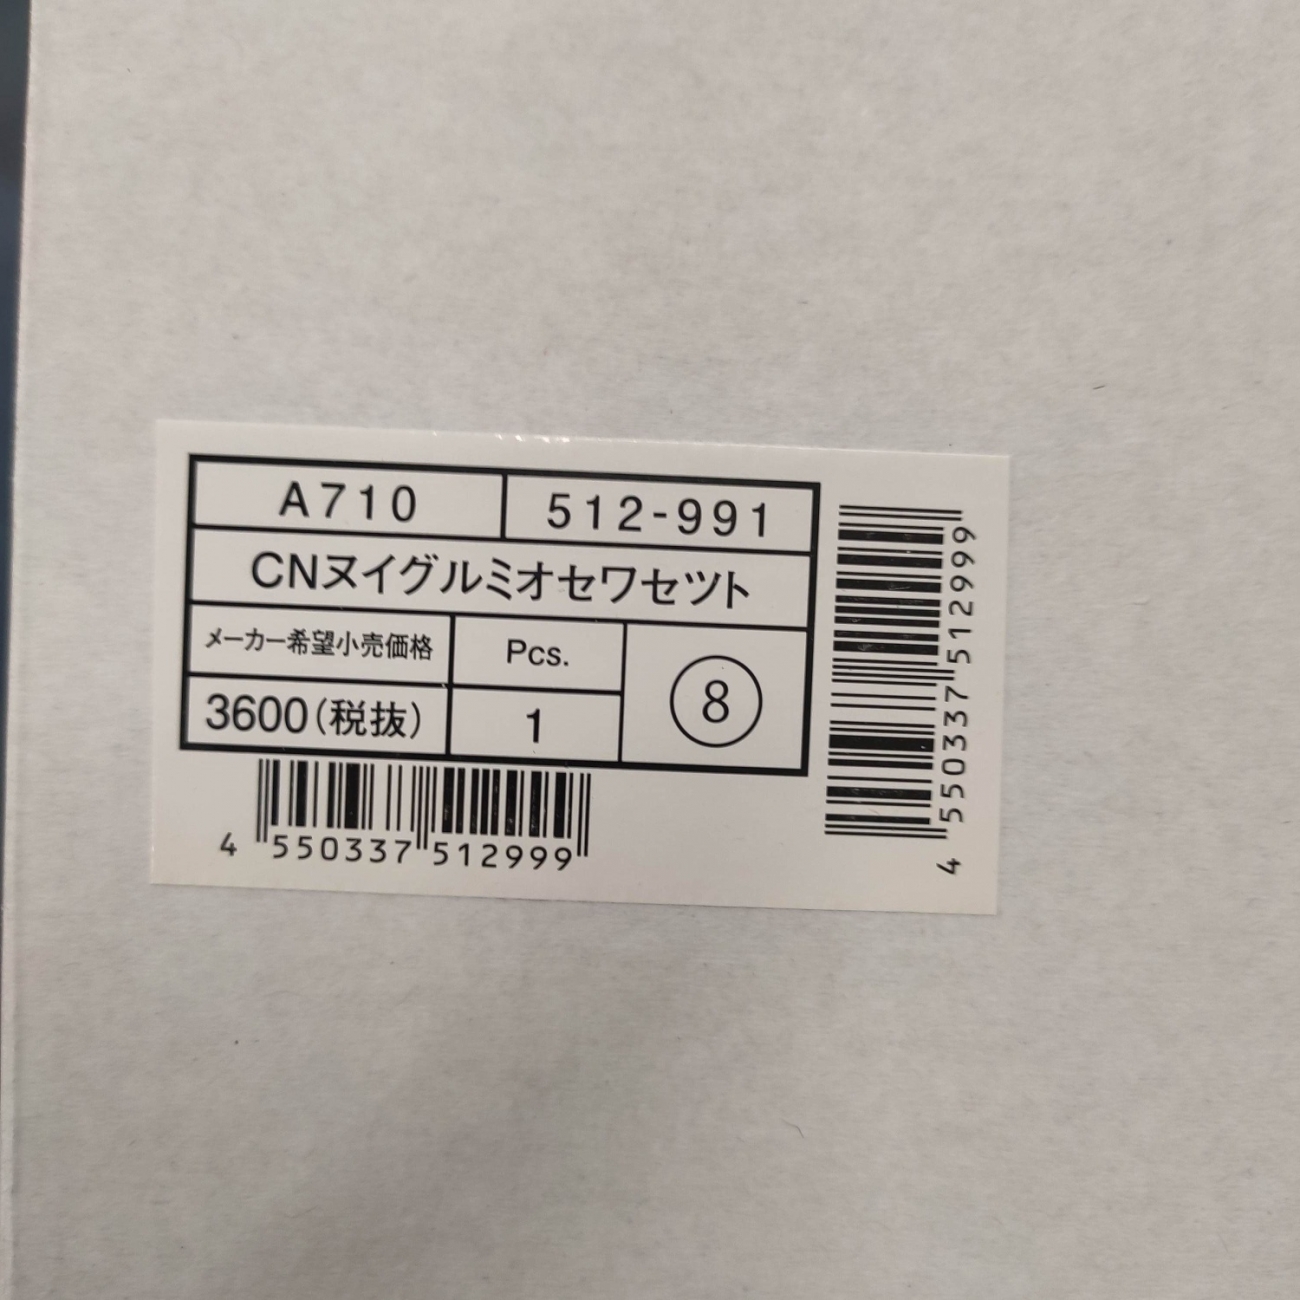 A710 512-991
CNヌイグルミオセワセツト
メーカー希望小売価格 Pcs.
3600(税抜) 1 ⑧
4 550337 512999
4 550337 512999